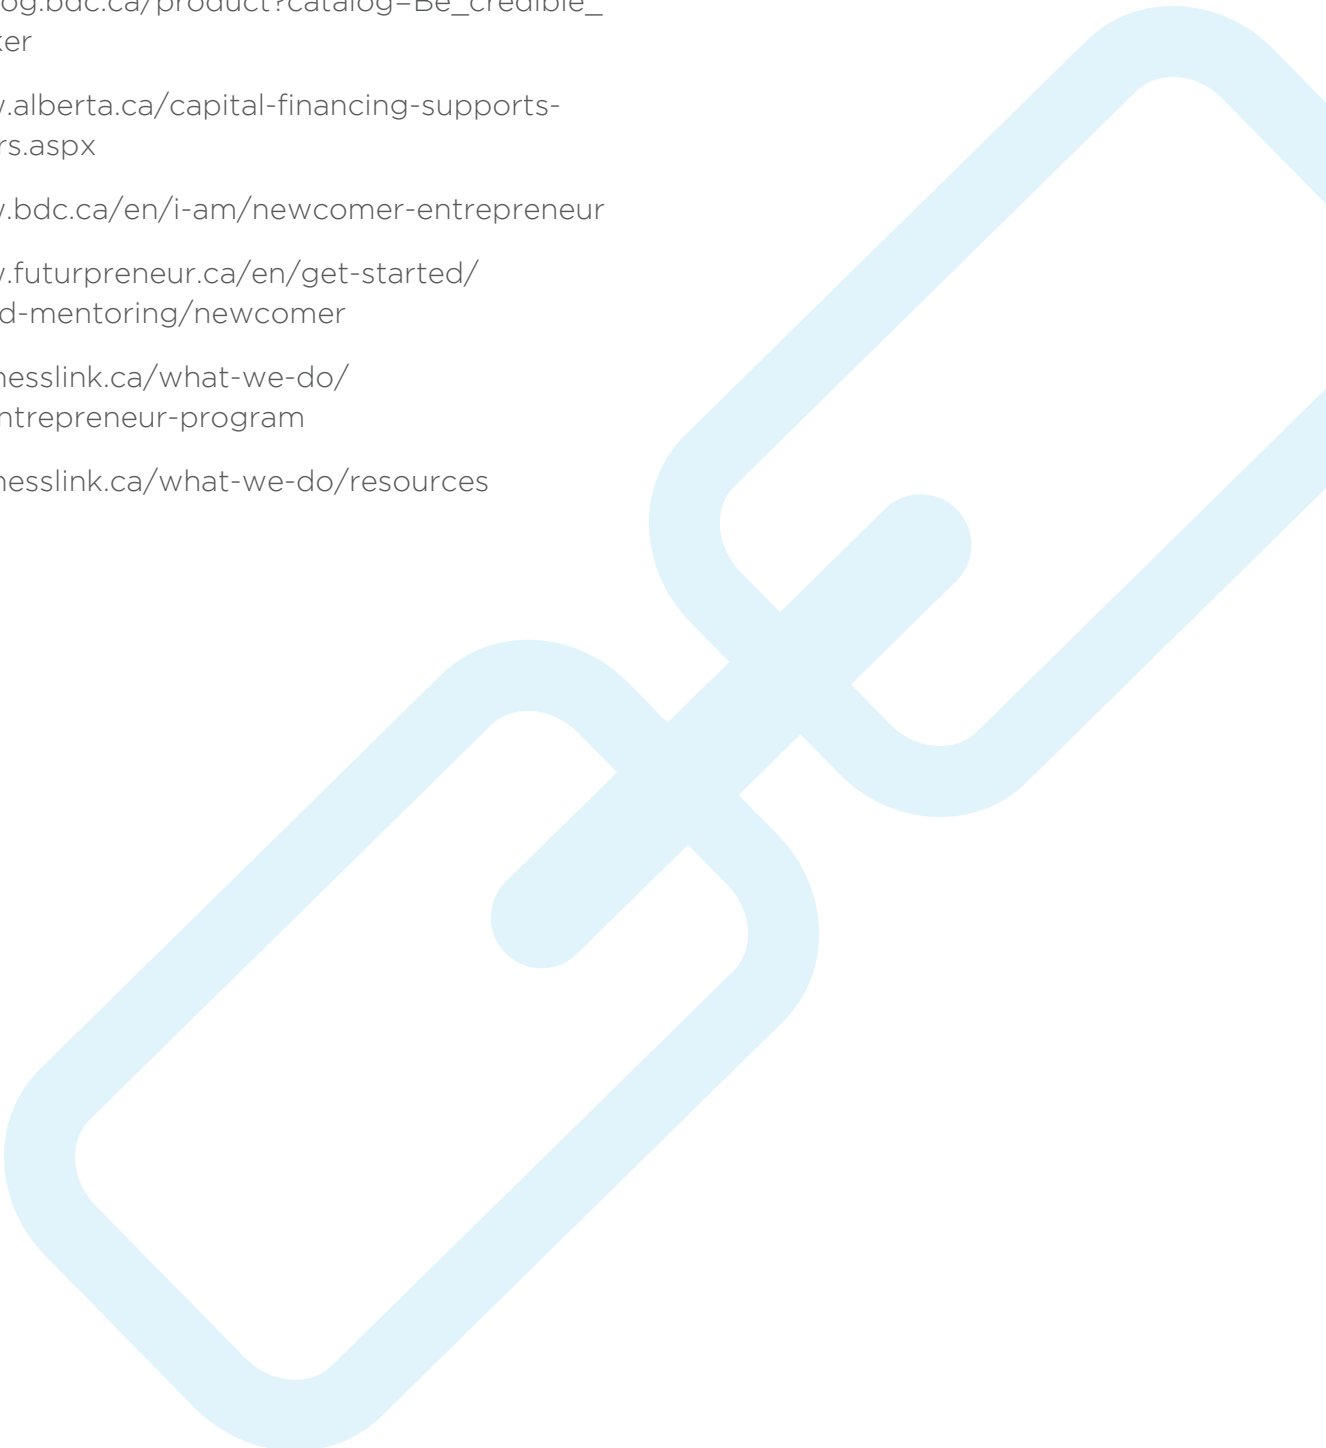 og.bdc.ca/product?catalog=Be_credible_
ker
.alberta.ca/capital-financing-supports-
rs.aspx
.bdc.ca/en/i-am/newcomer-entrepreneur
.futurpreneur.ca/en/get-started/
d-mentoring/newcomer
nesslink.ca/what-we-do/
ntrepreneur-program
nesslink.ca/what-we-do/resources